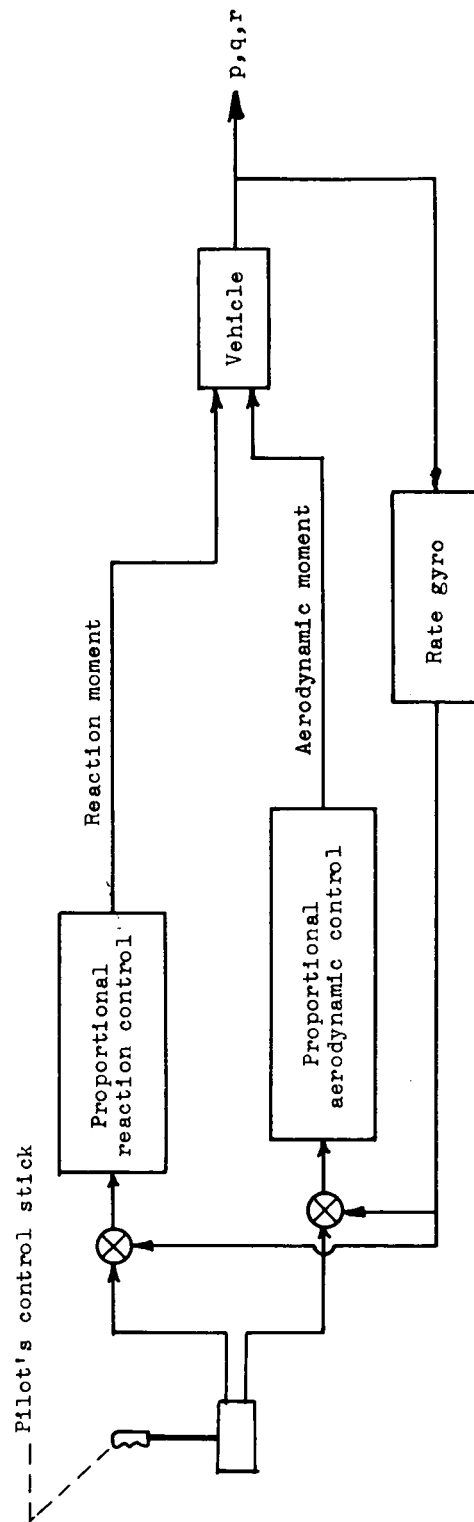 Pilot's control stick
Proportional
reaction control
Reaction moment
Proportional
aerodynamic control
Aerodynamic moment
Vehicle
p,q,r
Rate gyro